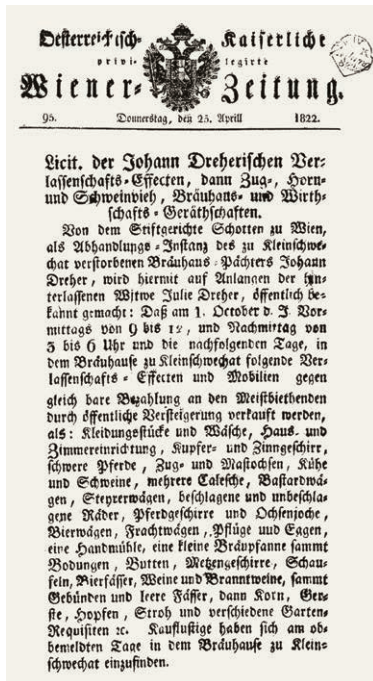 Oesterreichisch- Kaiserliche
privi- legirte
Wiener- Zeitung.
95. Donnerstag, den 25. Aprill 1822.
Licit. der Johann Dreherischen Ver-
lassenschafts-Effecten, dann Zug-, Horn-
und Schweinvieh, Bräuhaus- und Wirth-
schafts-Geräthschaften.
Von dem Stiftgerichte Schotten zu Wien,
als Abhandlungs-Instanz des zu Kleinschwe-
chat verstorbenen Bräuhaus-Pächters Johann
Dreher, wird hiermit auf Anlangen der hin-
terlassenen Witwe Julie Dreher, öffentlich be-
kannt gemacht: Daß am 1. October d. J. Vor-
mittags von 9 bis 12, und Nachmittag von
3 bis 6 Uhr und die nachfolgenden Tage, in
dem Bräuhause zu Kleinschwechat folgende Ver-
lassenschafts-Effecten und Mobilien gegen
gleich bare Bezahlung an den Meistbiethenden
durch öffentliche Versteigerung verkauft werden,
als: Kleidungsstücke und Wäsche, Haus- und
Zimmereinrichtung, Kupfer- und Zinngeschirr,
schwere Pferde, Zug- und Mastochsen, Kühe
und Schweine, mehrere Calesche, Bastardwä-
gen, Steyrerwägen, beschlagene und unbeschla-
gene Räder, Pferdgeschirre und Ochsenjoche,
Bierwägen, Frachtwägen, Pflüge und Eggen,
eine Handmühle, eine kleine Bräupfanne sammt
Bodungen, Butten, Metzengeschirre, Schau-
feln, Bierfässer, Weine und Branntweine, sammt
Gebünden und leere Fässer, dann Korn, Ger-
ste, Hopfen, Stroh und verschiedene Garten-
Requisiten ꝛc. Kauflustige haben sich am ob-
bemeldten Tage in dem Bräuhause zu Klein-
schwechat einzufinden.